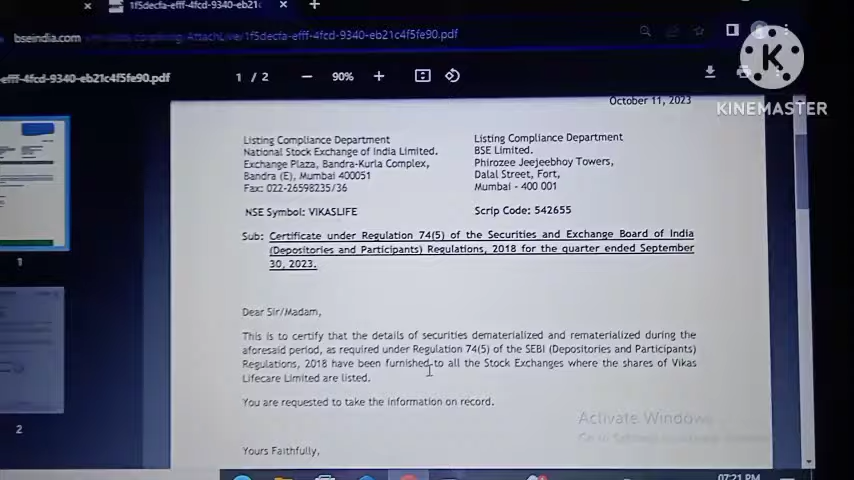 1f5decfa-efff-4fcd-9340-eb21c
bseindia.com
AttachLive/1f5decfa-efff-4fcd-9340-eb21c4f5fe90.pdf
-efff-4fcd-9340-eb21c4f5fe90.pdf
1 / 2
90%
KINEMASTER
October 11, 2023
Listing Compliance Department
National Stock Exchange of India Limited.
Exchange Plaza, Bandra-Kurla Complex,
Bandra (E), Mumbai 400051
Fax: 022-26598235/36
Listing Compliance Department
BSE Limited.
Phirozee Jeejeebhoy Towers,
Dalal Street, Fort,
Mumbai - 400 001
NSE Symbol: VIKASLIFE
Scrip Code: 542655
Sub: Certificate under Regulation 74(5) of the Securities and Exchange Board of India
(Depositories and Participants) Regulations, 2018 for the quarter ended September
30, 2023.
Dear Sir/Madam,
This is to certify that the details of securities dematerialized and rematerialized during the
aforesaid period, as required under Regulation 74(5) of the SEBI (Depositories and Participants)
Regulations, 2018 have been furnished to all the Stock Exchanges where the shares of Vikas
Lifecare Limited are listed.
You are requested to take the information on record.
Yours Faithfully,
Activate Windows
1
2
07:21 PM